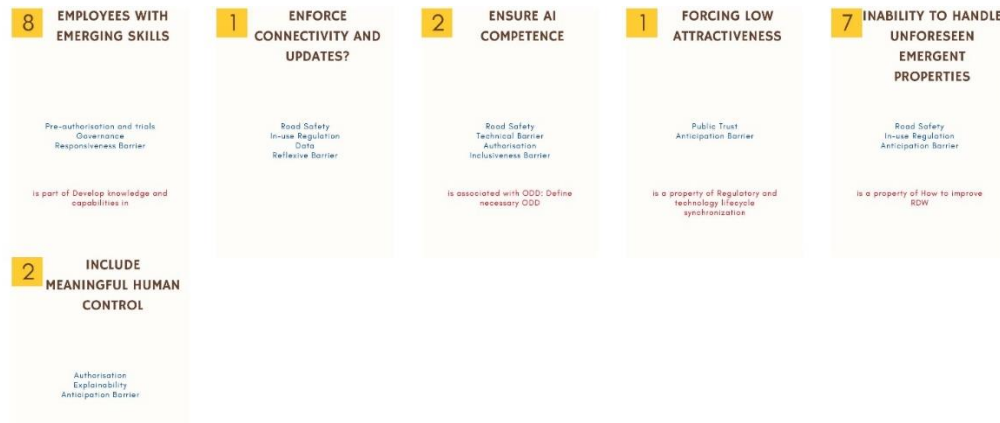 8
EMPLOYEES WITH
EMERGING SKILLS
Pre-authorisation and trials
Governance
Responsiveness Barrier
is part of Develop knowledge and
capabilities in
1
ENFORCE
CONNECTIVITY AND
UPDATES?
Road Safety
In-use Regulation
Data
Reflexive Barrier
2
ENSURE AI
COMPETENCE
Road Safety
Technical Barrier
Authorisation
Inclusiveness Barrier
is associated with ODD: Define
necessary ODD
1
FORCING LOW
ATTRACTIVENESS
Public Trust
Anticipation Barrier
is a property of Regulatory and
technology lifecycle
synchronization
7
INABILITY TO HANDLE
UNFORESEEN
EMERGENT
PROPERTIES
Road Safety
In-use Regulation
Anticipation Barrier
is a property of How to improve
RDW
2
INCLUDE
MEANINGFUL HUMAN
CONTROL
Authorisation
Explainability
Anticipation Barrier